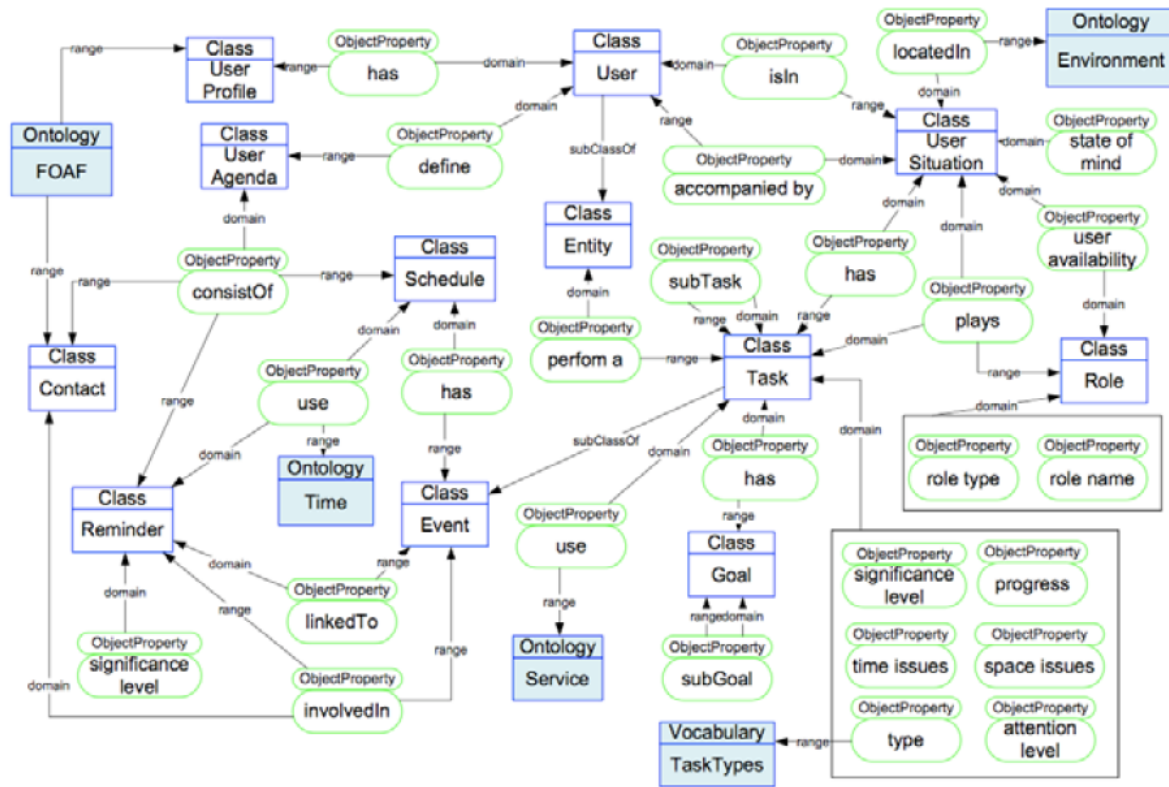 ObjectProperty
has
range
range
domain
Class
User
Profile
Class
User
domain
ObjectProperty
isIn
range
ObjectProperty
locatedIn
range
domain
Ontology
Environment
Ontology
FOAF
range
Class
User
Agenda
range
ObjectProperty
define
domain
subClassOf
range
ObjectProperty
accompanied by
domain
Class
User
Situation
domain
ObjectProperty
state of
mind
domain
ObjectProperty
consistOf
range
range
range
Class
Schedule
Class
Entity
domain
ObjectProperty
perfom a
range
ObjectProperty
subTask
range
domain
domain
ObjectProperty
has
range
domain
ObjectProperty
plays
domain
range
domain
ObjectProperty
user
availability
domain
Class
Contact
domain
ObjectProperty
use
domain
range
domain
ObjectProperty
has
range
Class
Task
Class
Role
domain
subClassOf
domain
domain
ObjectProperty
has
range
domain
ObjectProperty
role type
ObjectProperty
role name
Class
Reminder
Ontology
Time
Class
Event
ObjectProperty
use
range
Class
Goal
range
domain
ObjectProperty
subGoal
domain
ObjectProperty
significance
level
domain
ObjectProperty
linkedTo
range
range
range
domain
ObjectProperty
involvedIn
Ontology
Service
ObjectProperty
significance
level
ObjectProperty
progress
ObjectProperty
time issues
ObjectProperty
space issues
ObjectProperty
type
ObjectProperty
attention
level
range
Vocabulary
TaskTypes